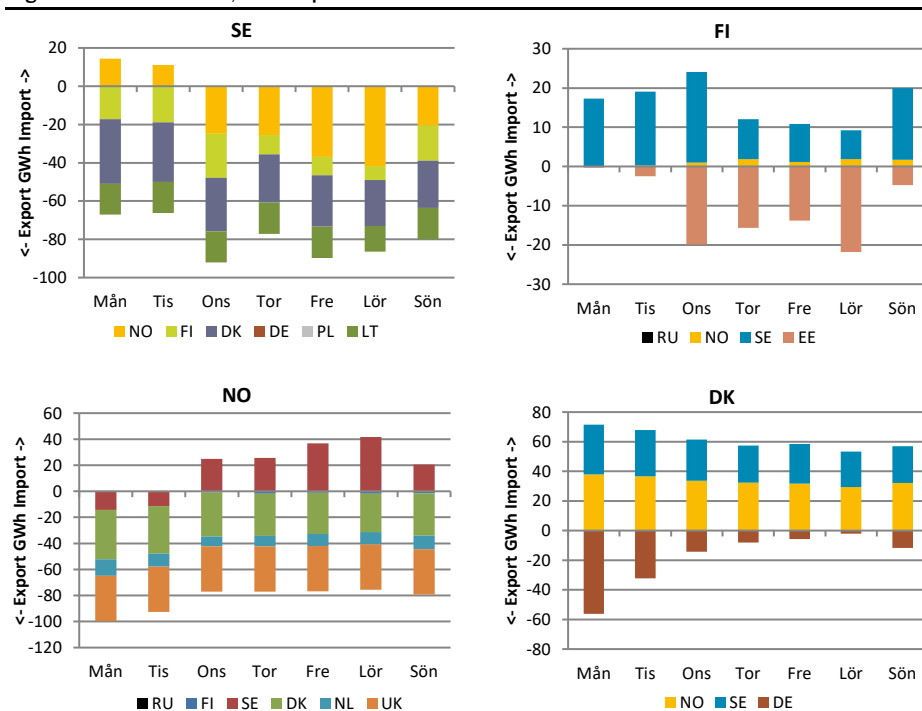 SE
<- Export GWh Import ->
20
0
-20
-40
-60
-80
-100
Mån Tis Ons Tor Fre Lör Sön
NO FI DK DE PL LT
FI
<- Export GWh Import ->
30
20
10
0
-10
-20
-30
Mån Tis Ons Tor Fre Lör Sön
RU NO SE EE
NO
<- Export GWh Import ->
60
40
20
0
-20
-40
-60
-80
-100
-120
Mån Tis Ons Tor Fre Lör Sön
RU FI SE DK NL UK
DK
<- Export GWh Import ->
80
60
40
20
0
-20
-40
-60
-80
Mån Tis Ons Tor Fre Lör Sön
NO SE DE